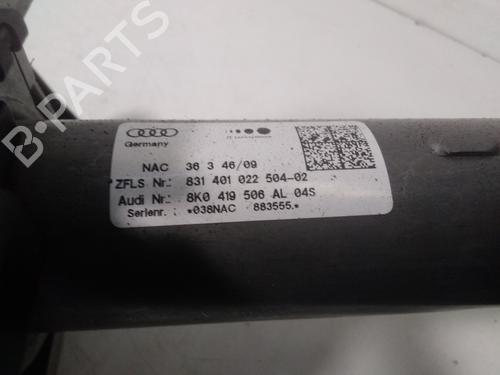 B-PARTS
Germany
NAC 36 3 46/09
ZFLS Nr.: 831 401 022 504-02
Audi Nr.: 8K0 419 506 AL 04S
Serienr.: *038NAC 883555.*